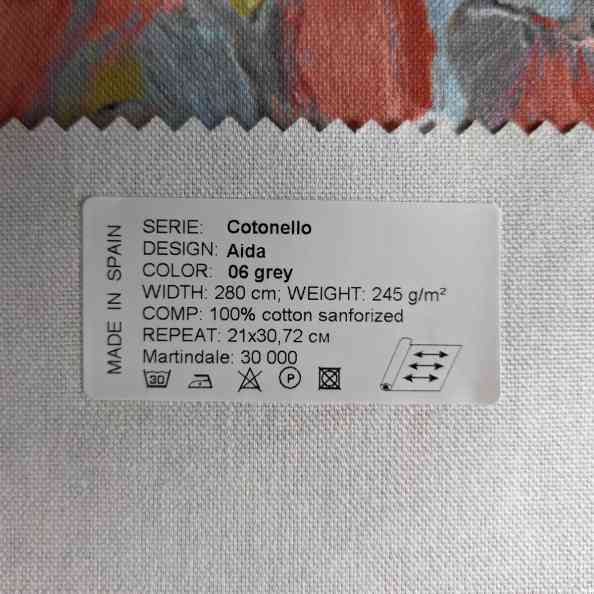 MADE IN SPAIN
SERIE: Cotonello
DESIGN: Aida
COLOR: 06 grey
WIDTH: 280 cm; WEIGHT: 245 g/m²
COMP: 100% cotton sanforized
REPEAT: 21x30,72 см
Martindale: 30 000
30 P